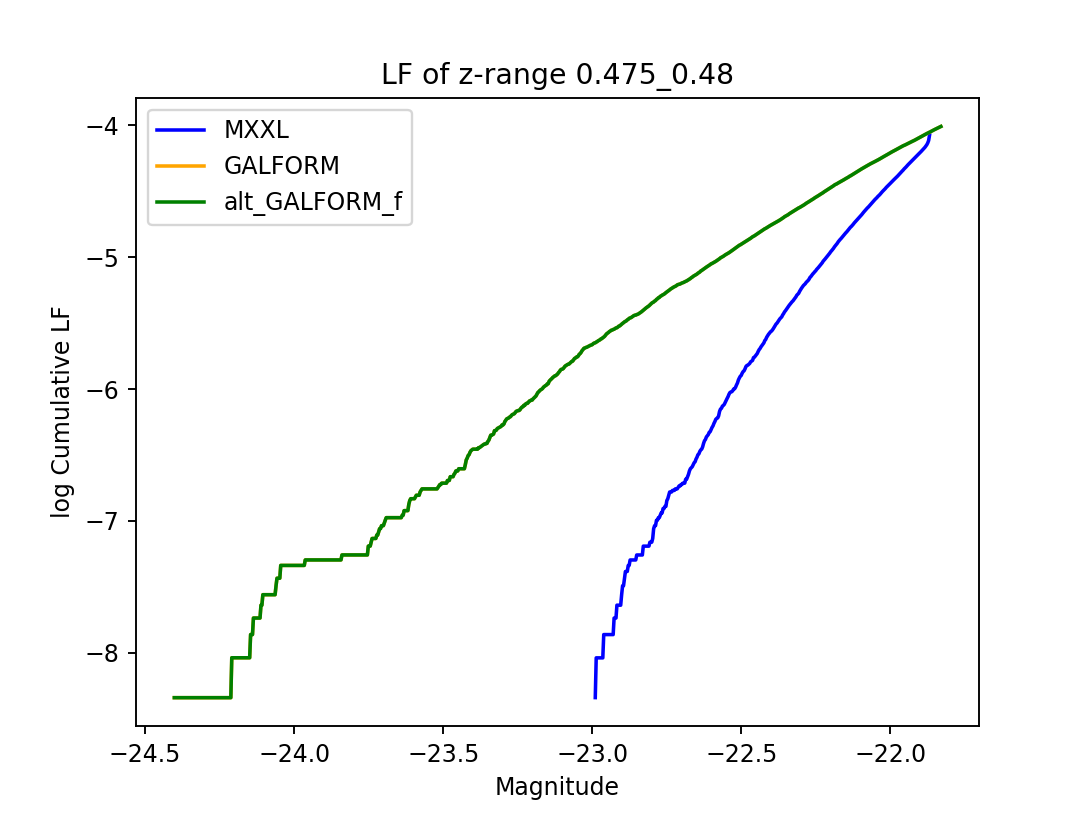 LF of z-range 0.475_0.48
MXXL
GALFORM
alt_GALFORM_f
log Cumulative LF
−4
−5
−6
−7
−8
−24.5 −24.0 −23.5 −23.0 −22.5 −22.0
Magnitude